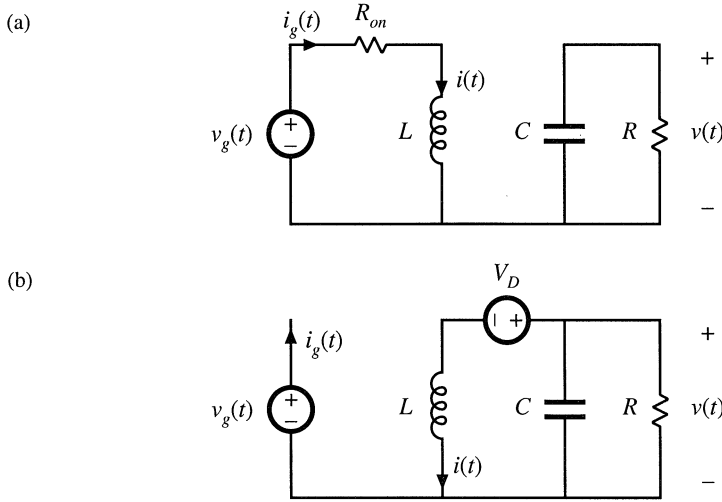 (a)
i_g(t) R_on
i(t)
v_g(t) + − L C R + v(t) −
(b)
V_D
− +
i_g(t)
v_g(t) + − L C R + v(t) −
i(t)